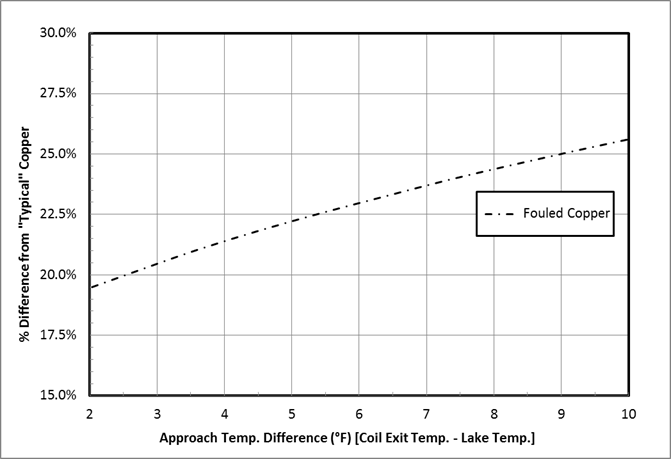 30.0%
27.5%
25.0%
22.5%
20.0%
17.5%
15.0%
% Difference from "Typical" Copper
Fouled Copper
2 3 4 5 6 7 8 9 10
Approach Temp. Difference (°F) [Coil Exit Temp. - Lake Temp.]